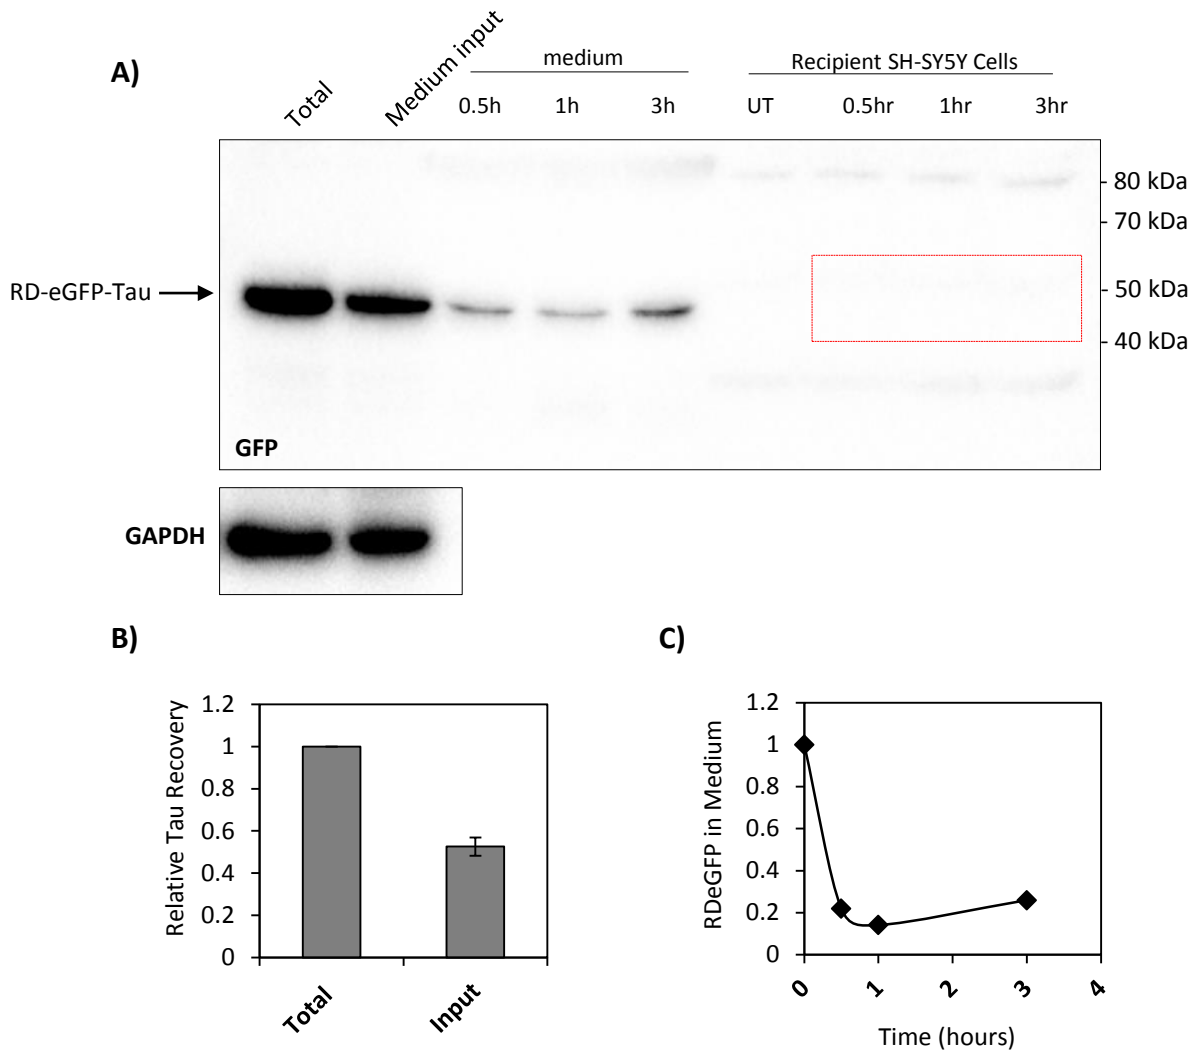 A)
Total
Medium input
medium
Recipient SH-SY5Y Cells
0.5h 1h 3h UT 0.5hr 1hr 3hr
80 kDa
70 kDa
RD-eGFP-Tau
50 kDa
40 kDa
GFP
GAPDH
B)
Relative Tau Recovery
1.2
1
0.8
0.6
0.4
0.2
0
Total Input
C)
RDeGFP in Medium
1.2
1
0.8
0.6
0.4
0.2
0
0 1 2 3 4
Time (hours)